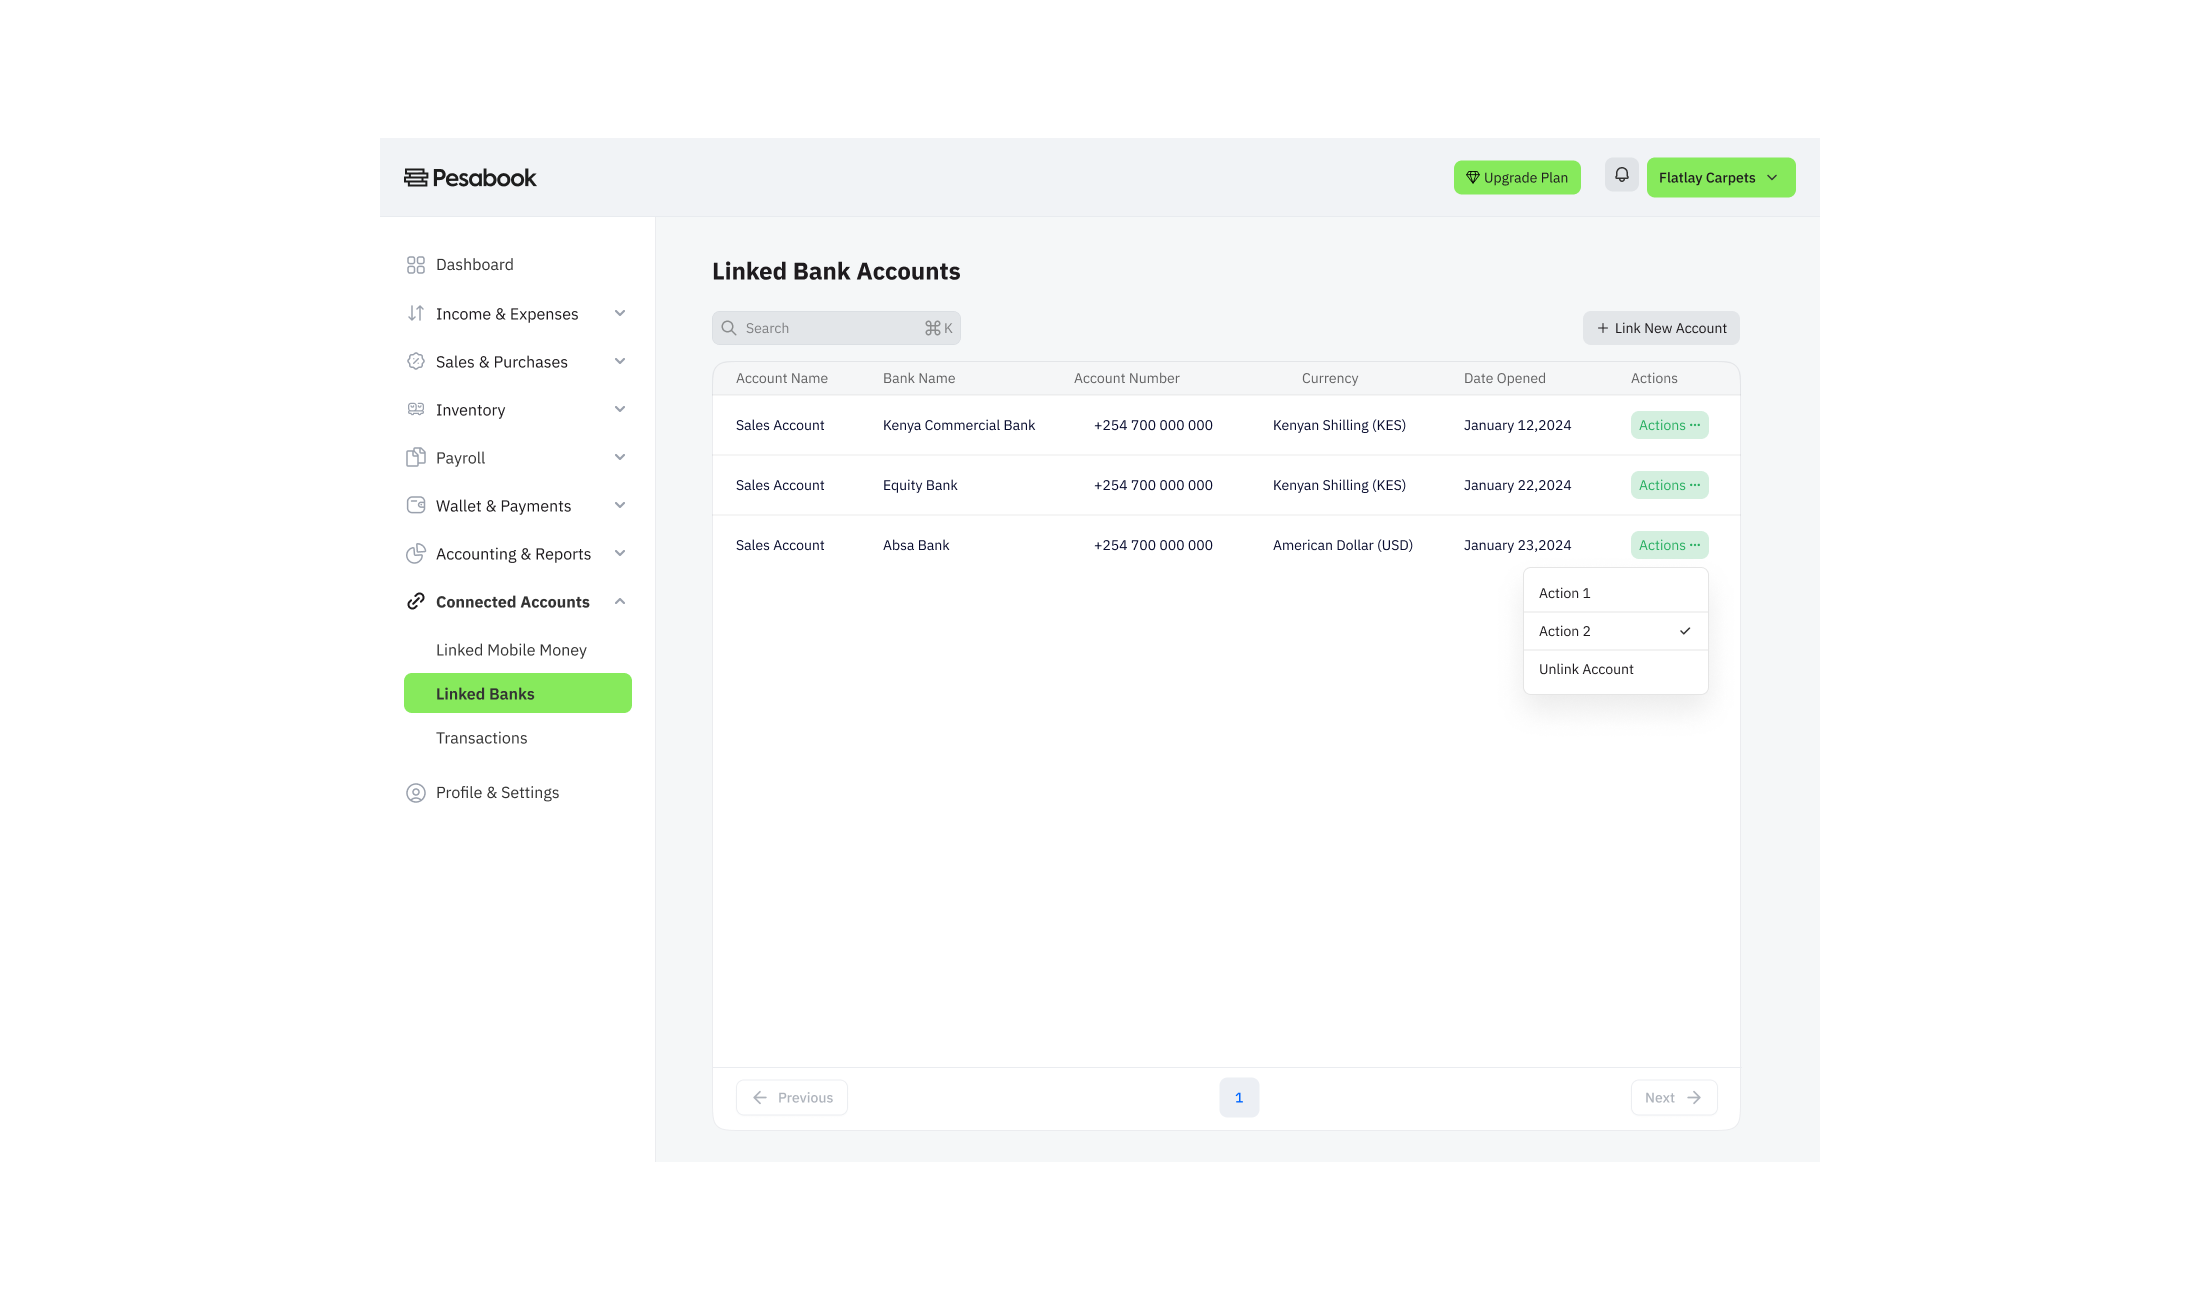 Pesabook
Upgrade Plan
Flatlay Carpets
Dashboard
Income & Expenses
Sales & Purchases
Inventory
Payroll
Wallet & Payments
Accounting & Reports
Connected Accounts
Linked Mobile Money
Linked Banks
Transactions
Profile & Settings
Linked Bank Accounts
Search ⌘ K
+ Link New Account
Account Name Bank Name Account Number Currency Date Opened Actions
Sales Account Kenya Commercial Bank +254 700 000 000 Kenyan Shilling (KES) January 12,2024 Actions ···
Sales Account Equity Bank +254 700 000 000 Kenyan Shilling (KES) January 22,2024 Actions ···
Sales Account Absa Bank +254 700 000 000 American Dollar (USD) January 23,2024 Actions ···
Action 1
Action 2
Unlink Account
Previous 1 Next